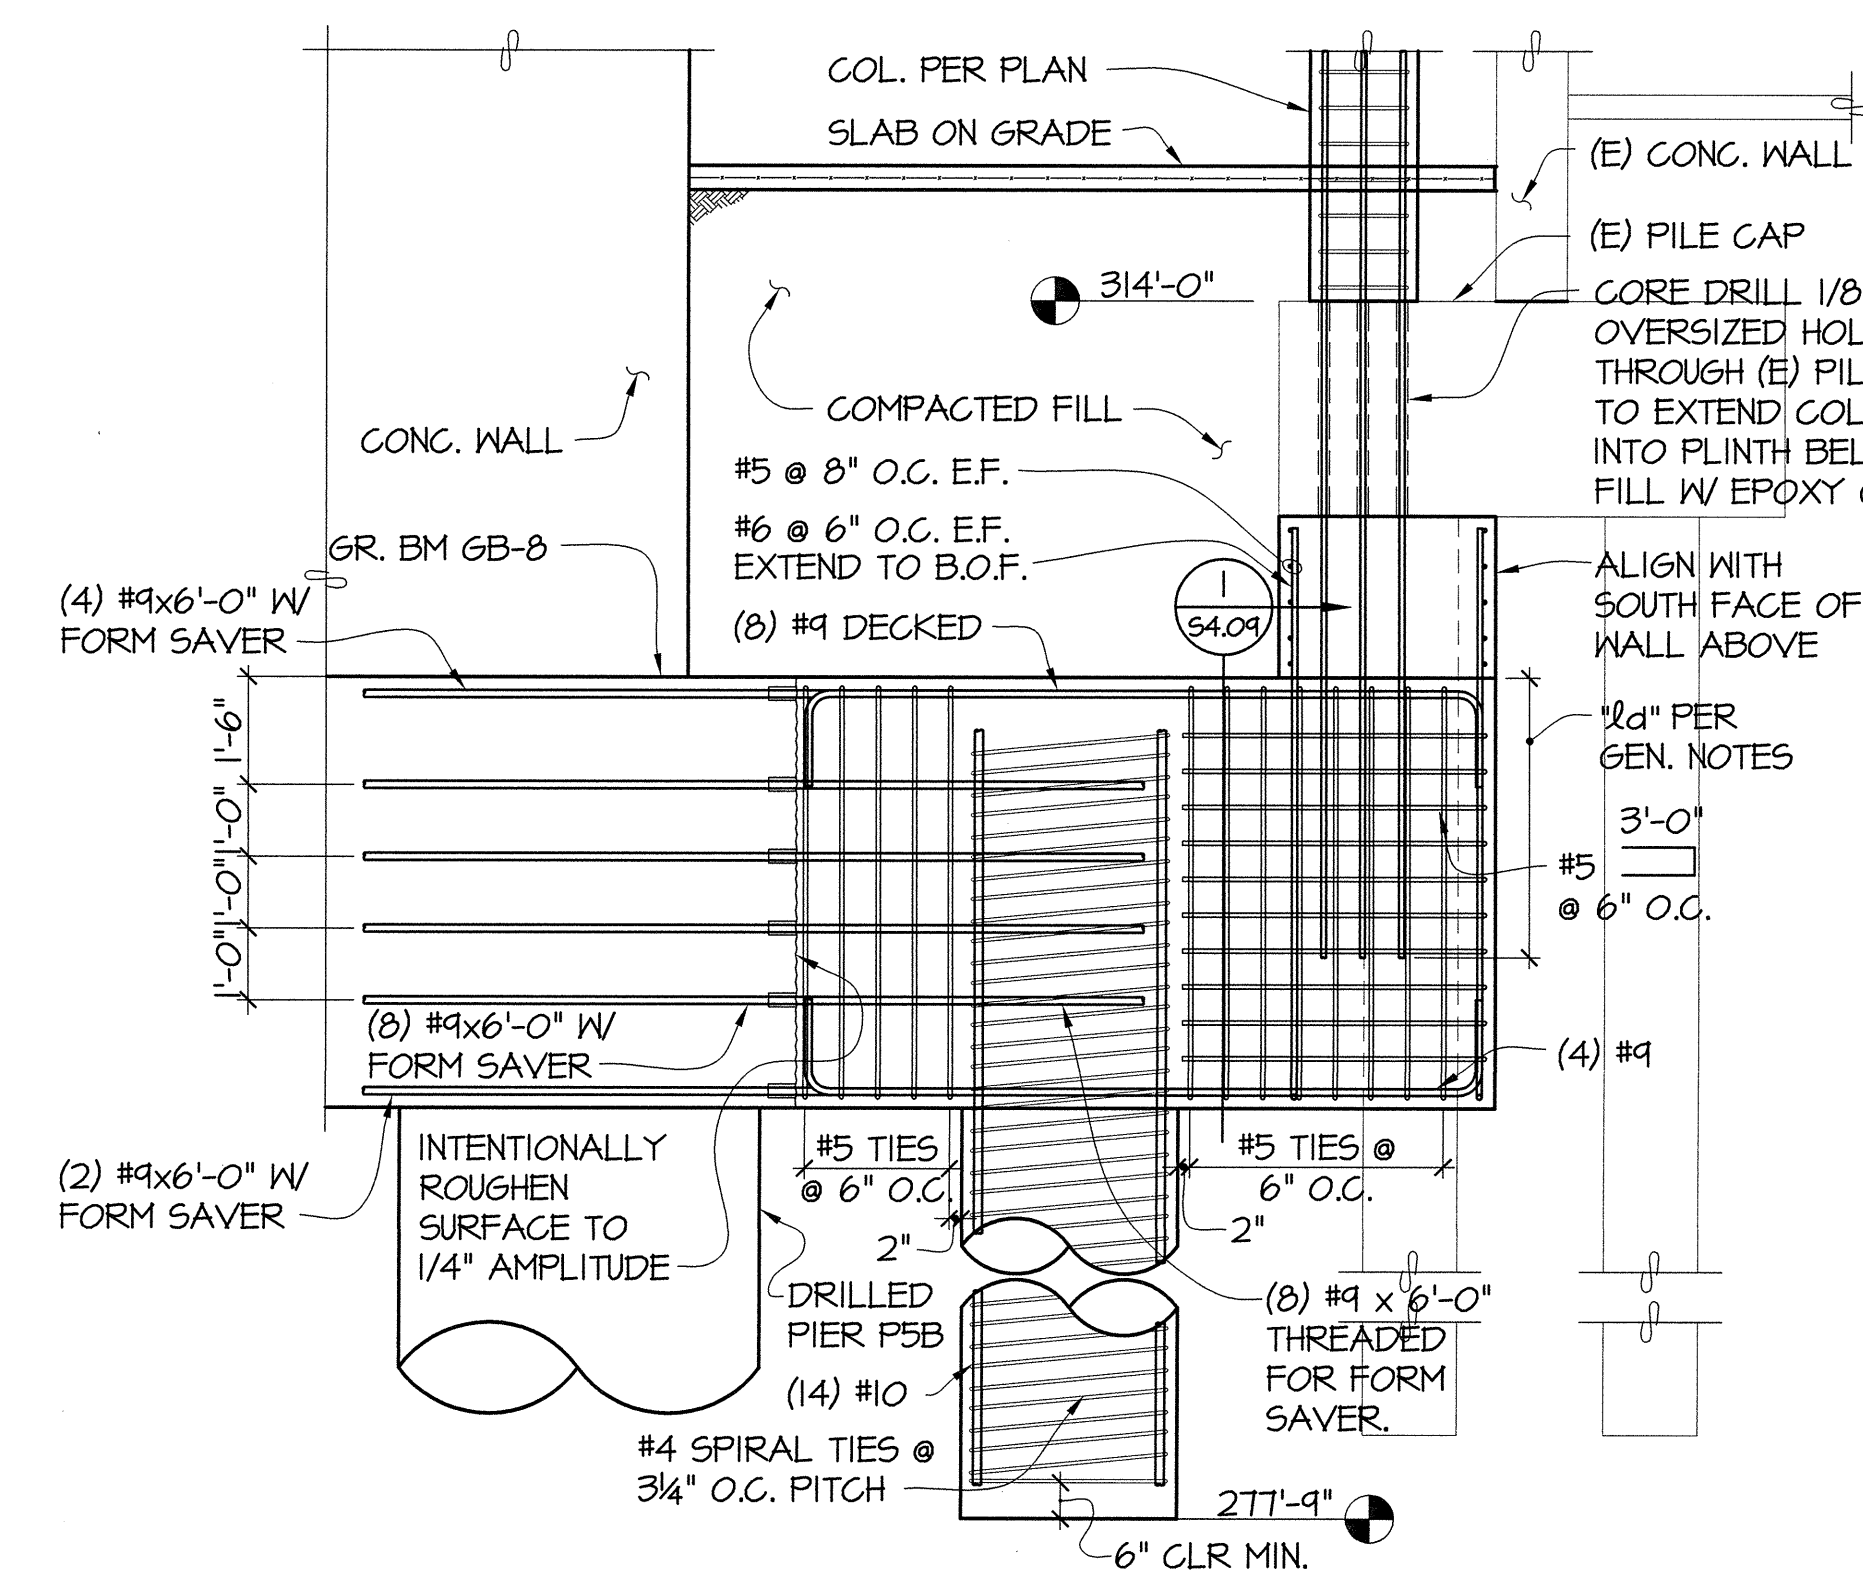 COL. PER PLAN
SLAB ON GRADE
(E) CONC. WALL
(E) PILE CAP
314'-0"
CORE DRILL 1/8
OVERSIZED HOL
THROUGH (E) PIL
TO EXTEND COL
INTO PLINTH BEL
FILL W/ EPOXY
CONC. WALL
COMPACTED FILL
#5 @ 8" O.C. E.F.
#6 @ 6" O.C. E.F.
EXTEND TO B.O.F.
GR. BM GB-8
(4) #9x6'-0" W/
FORM SAVER
(8) #9 DECKED
1
S4.09
ALIGN WITH
SOUTH FACE OF
WALL ABOVE
1'-6"
1'-0"
1'-0"
1'-0"
"ld" PER
GEN. NOTES
3'-0"
#5
@ 6" O.C.
(8) #9x6'-0" W/
FORM SAVER
(4) #9
(2) #9x6'-0" W/
FORM SAVER
INTENTIONALLY
ROUGHEN
SURFACE TO
1/4" AMPLITUDE
#5 TIES
@ 6" O.C.
2"
#5 TIES @
6" O.C.
2"
DRILLED
PIER P5B
(14) #10
(8) #9 x 6'-0"
THREADED
FOR FORM
SAVER.
#4 SPIRAL TIES @
3¼" O.C. PITCH
277'-9"
6" CLR MIN.